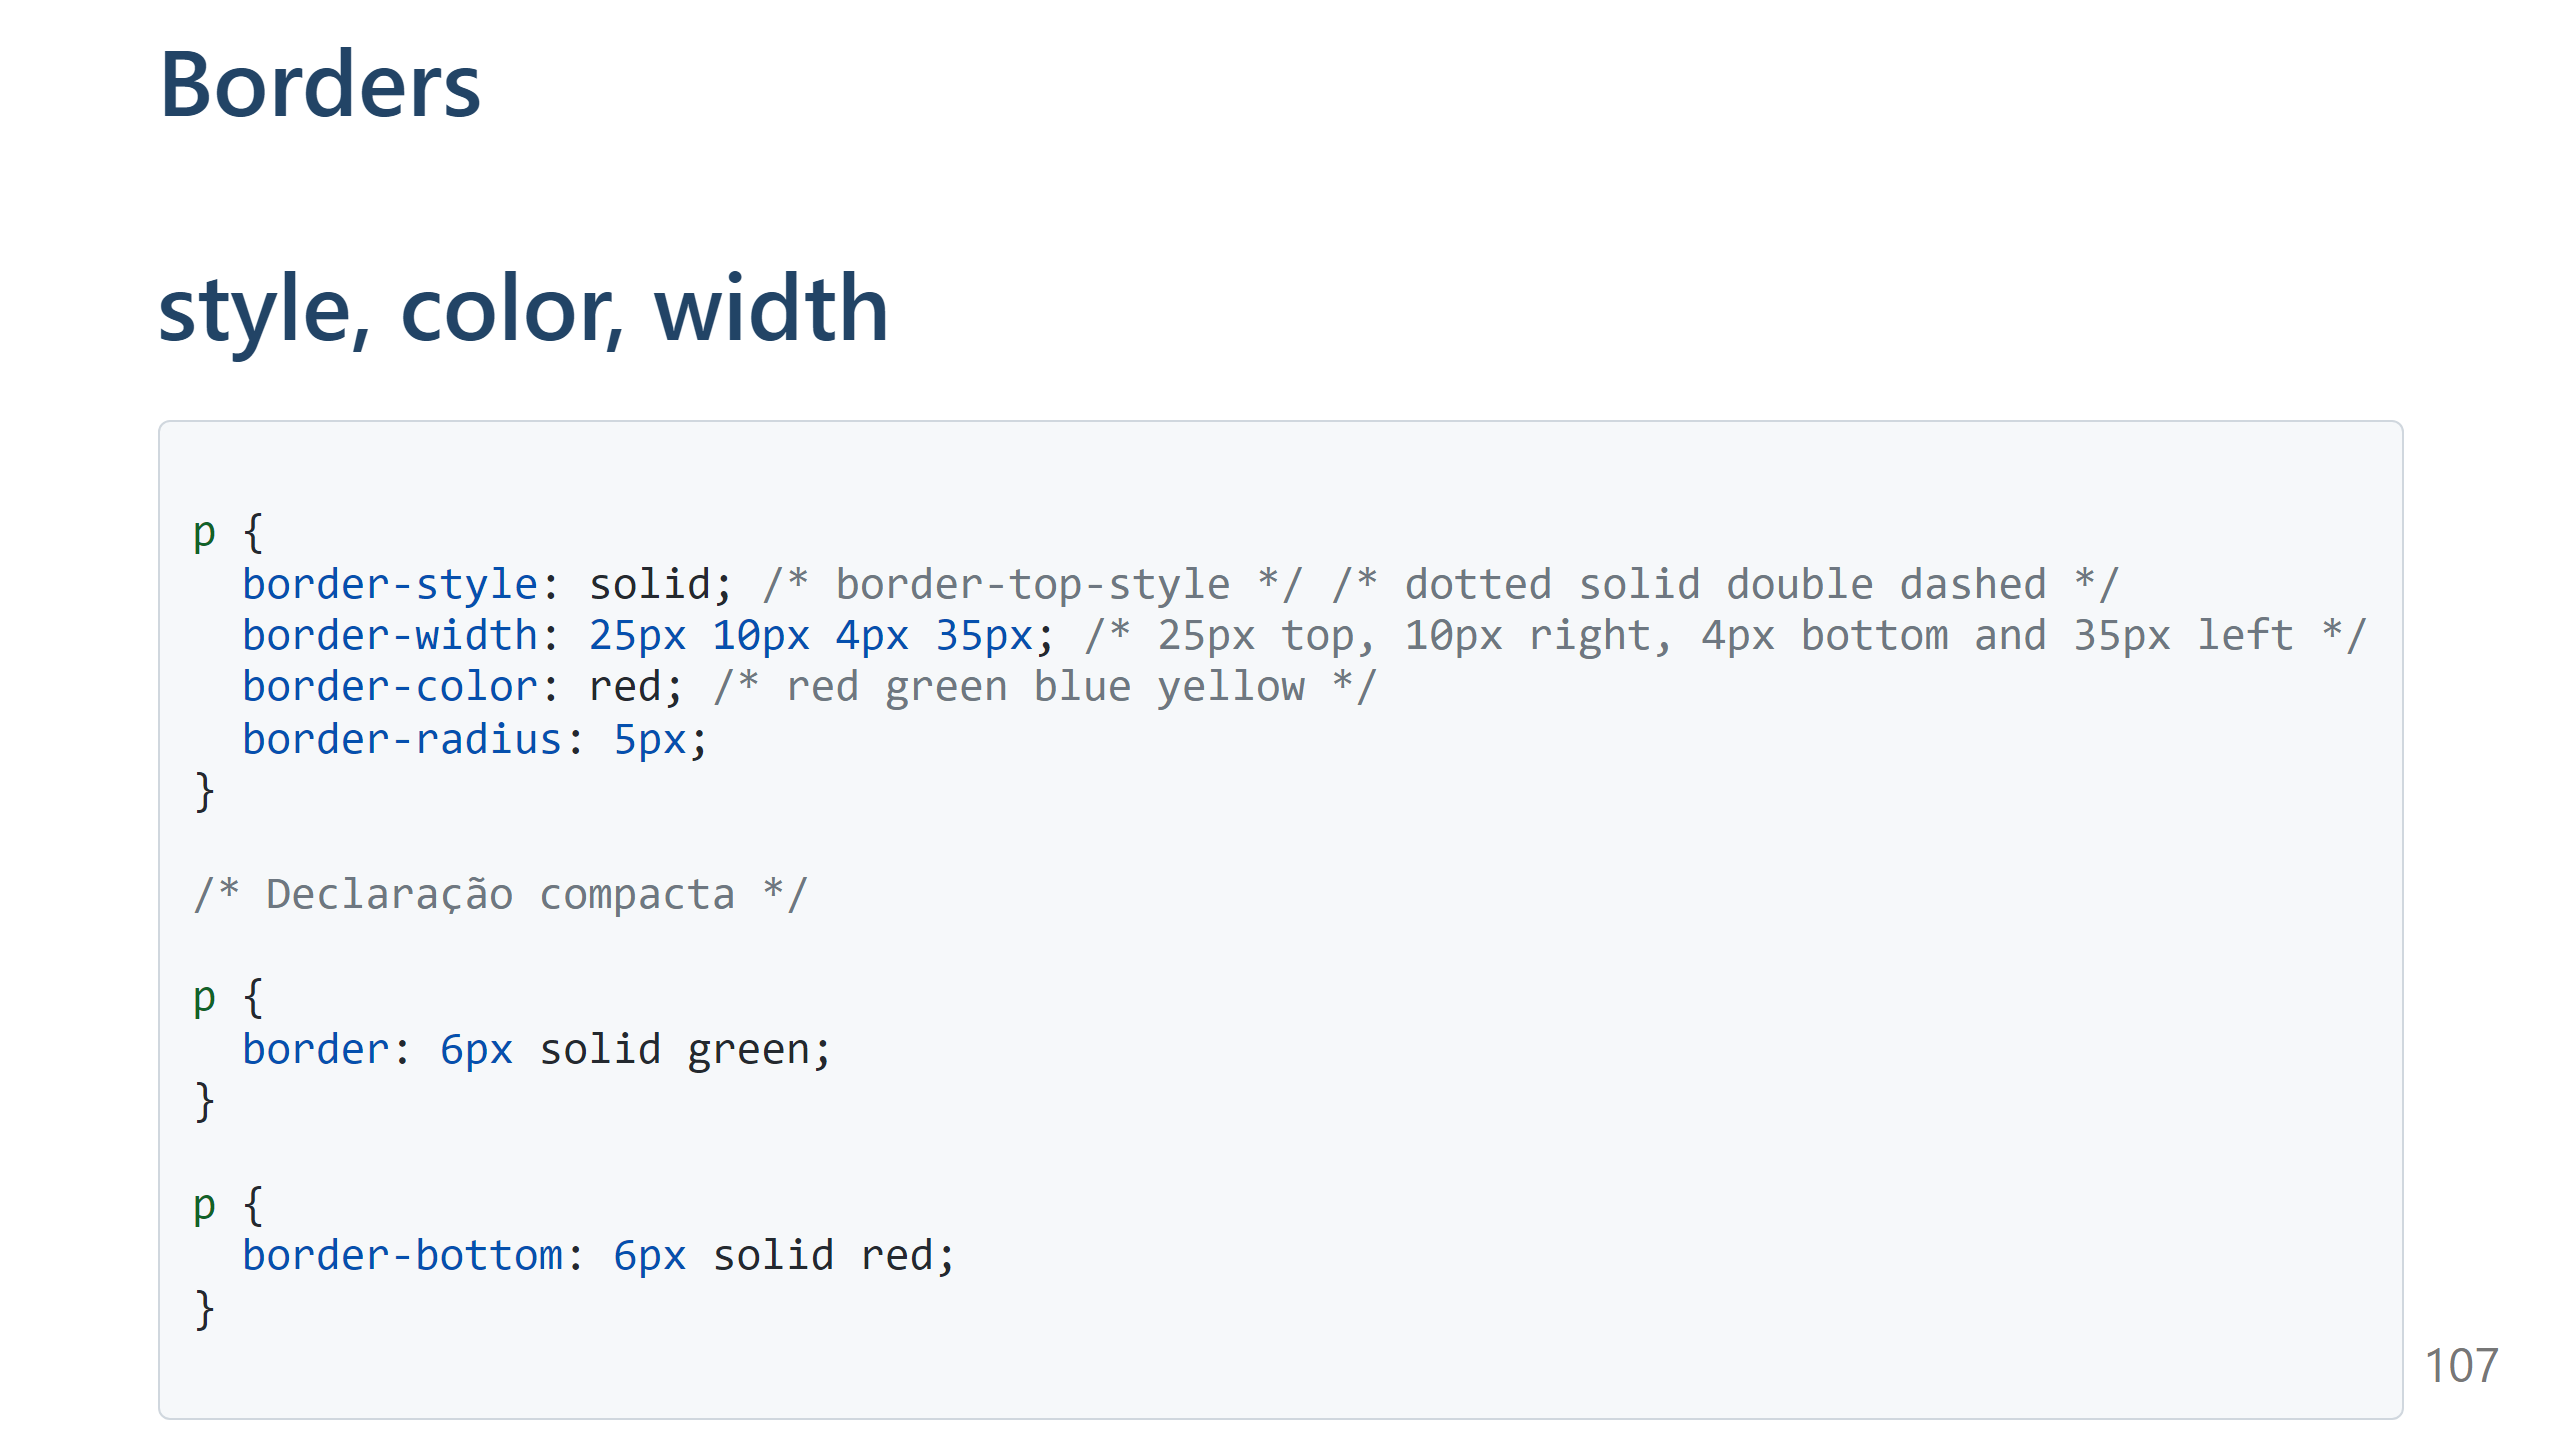 Borders
style, color, width
p {
  border-style: solid; /* border-top-style */ /* dotted solid double dashed */
  border-width: 25px 10px 4px 35px; /* 25px top, 10px right, 4px bottom and 35px left */
  border-color: red; /* red green blue yellow */
  border-radius: 5px;
}
/* Declaração compacta */
p {
  border: 6px solid green;
}
p {
  border-bottom: 6px solid red;
}
107